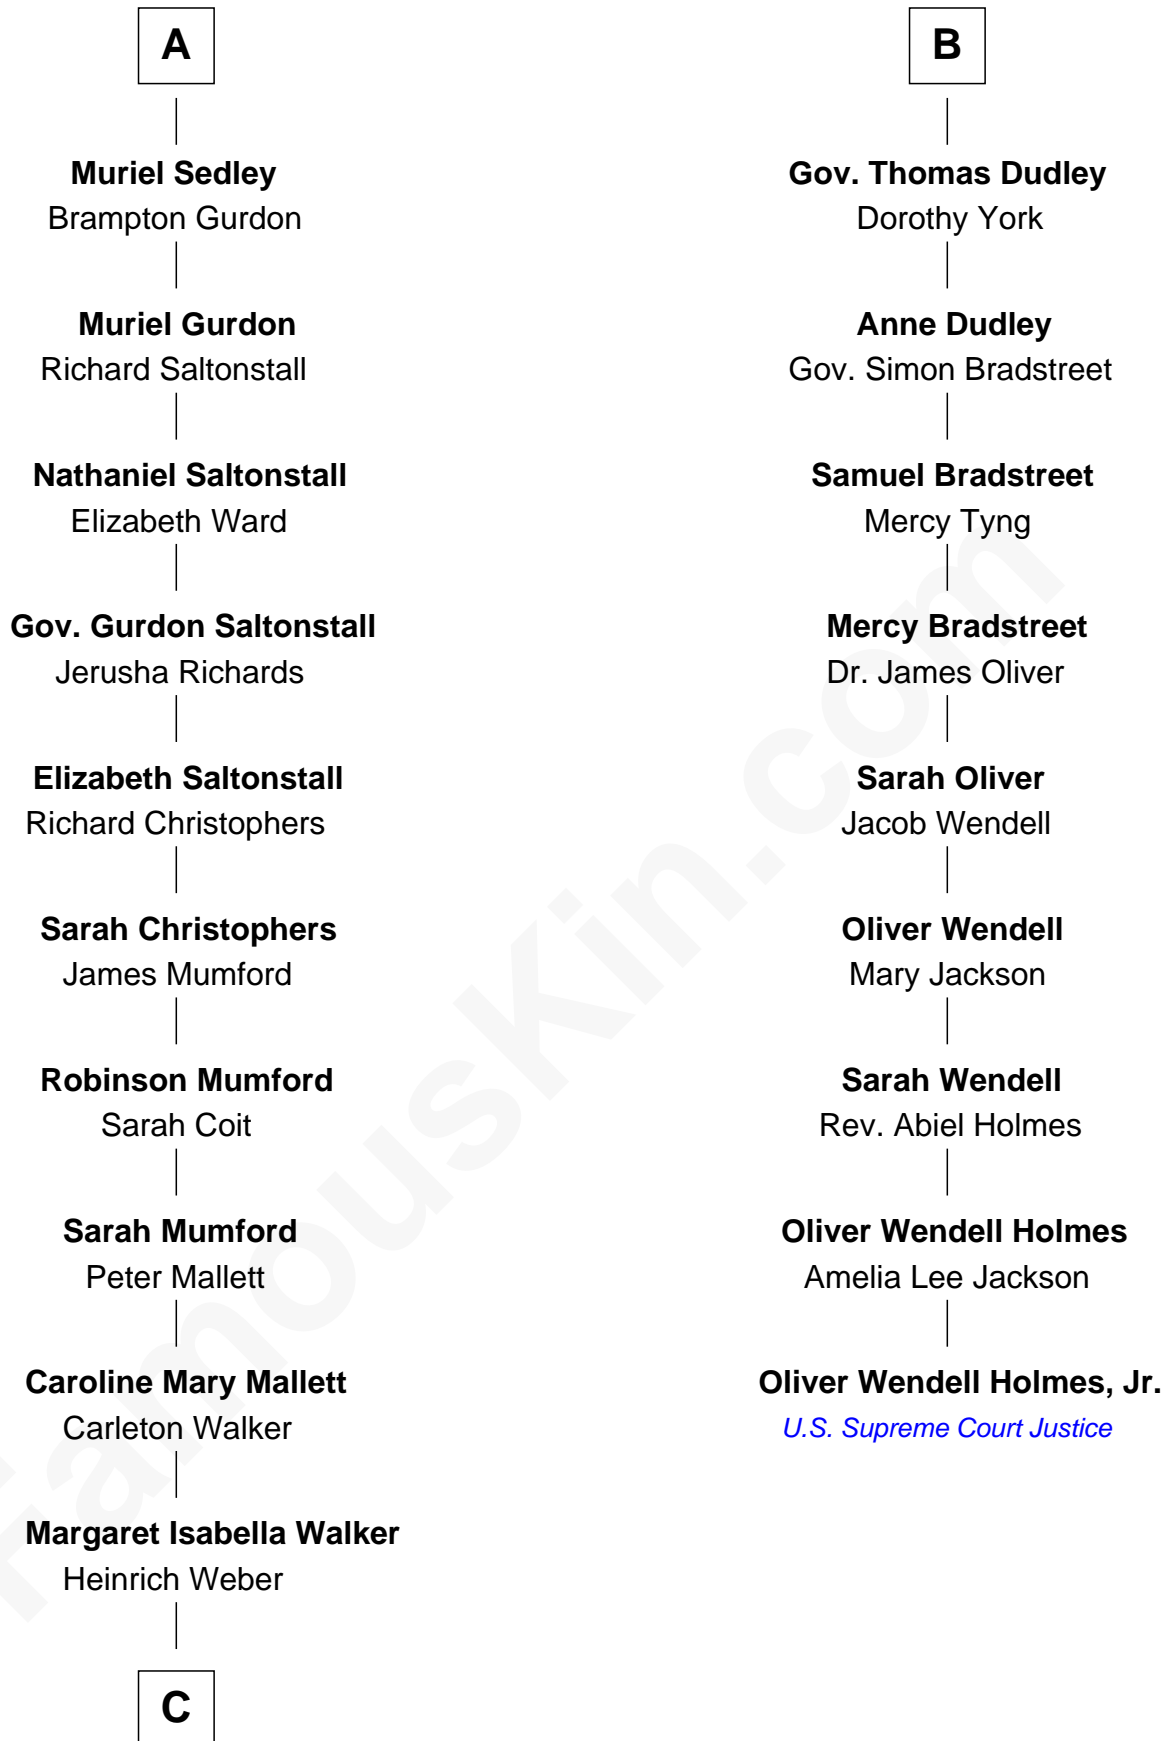 A
Muriel Sedley
Brampton Gurdon
Muriel Gurdon
Richard Saltonstall
Nathaniel Saltonstall
Elizabeth Ward
Gov. Gurdon Saltonstall
Jerusha Richards
Elizabeth Saltonstall
Richard Christophers
Sarah Christophers
James Mumford
Robinson Mumford
Sarah Coit
Sarah Mumford
Peter Mallett
Caroline Mary Mallett
Carleton Walker
Margaret Isabella Walker
Heinrich Weber
C
B
Gov. Thomas Dudley
Dorothy York
Anne Dudley
Gov. Simon Bradstreet
Samuel Bradstreet
Mercy Tyng
Mercy Bradstreet
Dr. James Oliver
Sarah Oliver
Jacob Wendell
Oliver Wendell
Mary Jackson
Sarah Wendell
Rev. Abiel Holmes
Oliver Wendell Holmes
Amelia Lee Jackson
Oliver Wendell Holmes, Jr.
U.S. Supreme Court Justice
FamousKin.com